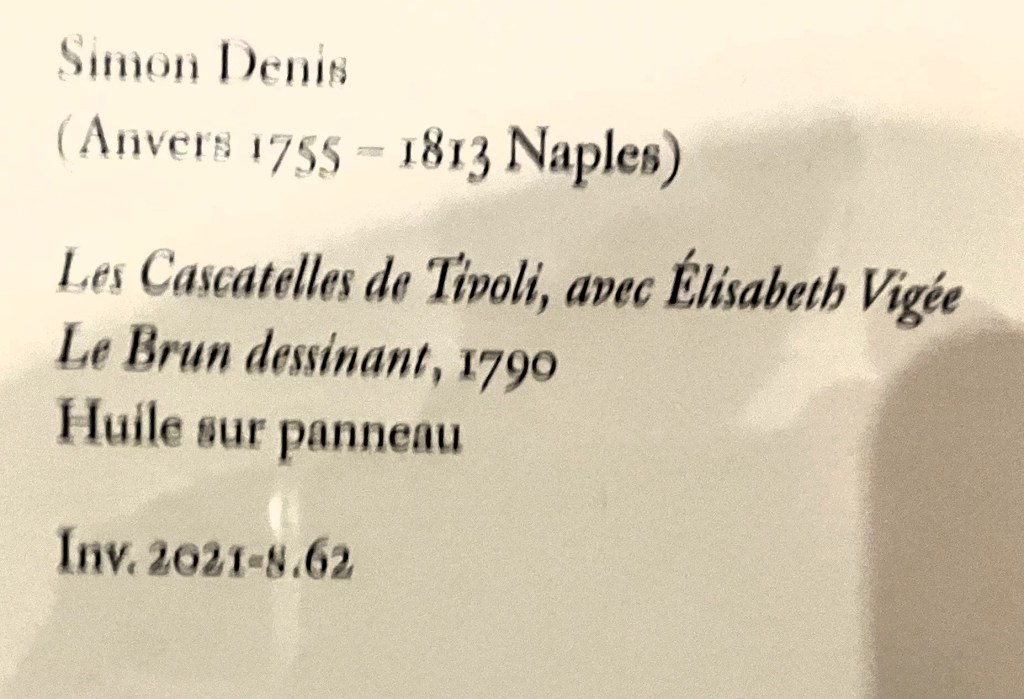 Simon Denis
(Anvers 1755 – 1813 Naples)
Les Cascatelles de Tivoli, avec Élisabeth Vigée
Le Brun dessinant, 1790
Huile sur panneau
Inv. 2021-8.62